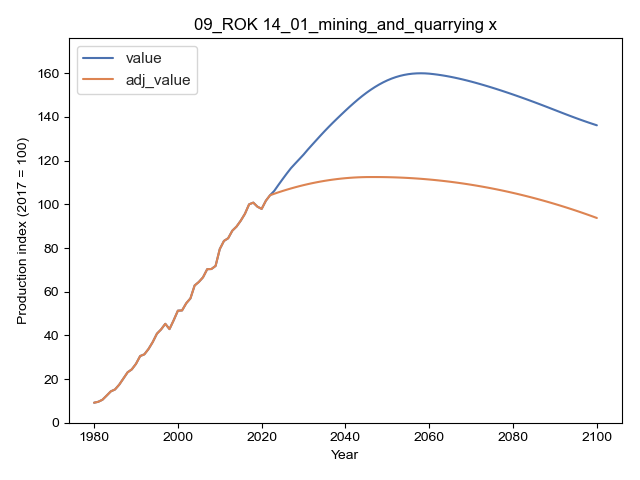 09_ROK 14_01_mining_and_quarrying x
value
adj_value
Production index (2017 = 100)
160
140
120
100
80
60
40
20
0
1980 2000 2020 2040 2060 2080 2100
Year